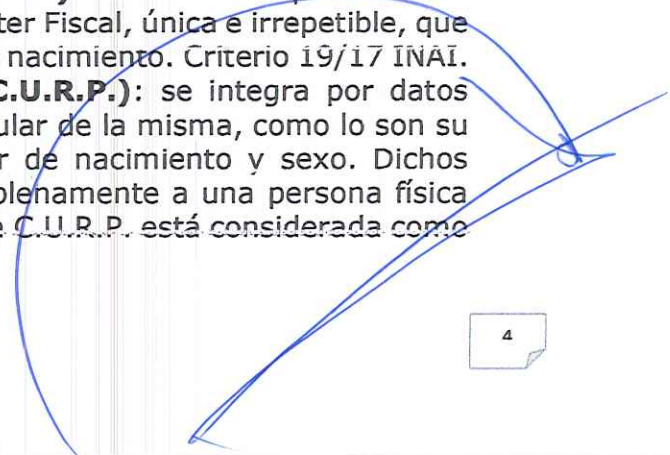 ter Fiscal, única e irrepetible, que
nacimiento. Criterio 19/17 INAI.
C.U.R.P.): se integra por datos
ular de la misma, como lo son su
r de nacimiento y sexo. Dichos
plenamente a una persona física
e C.U.R.P. está considerada como
4